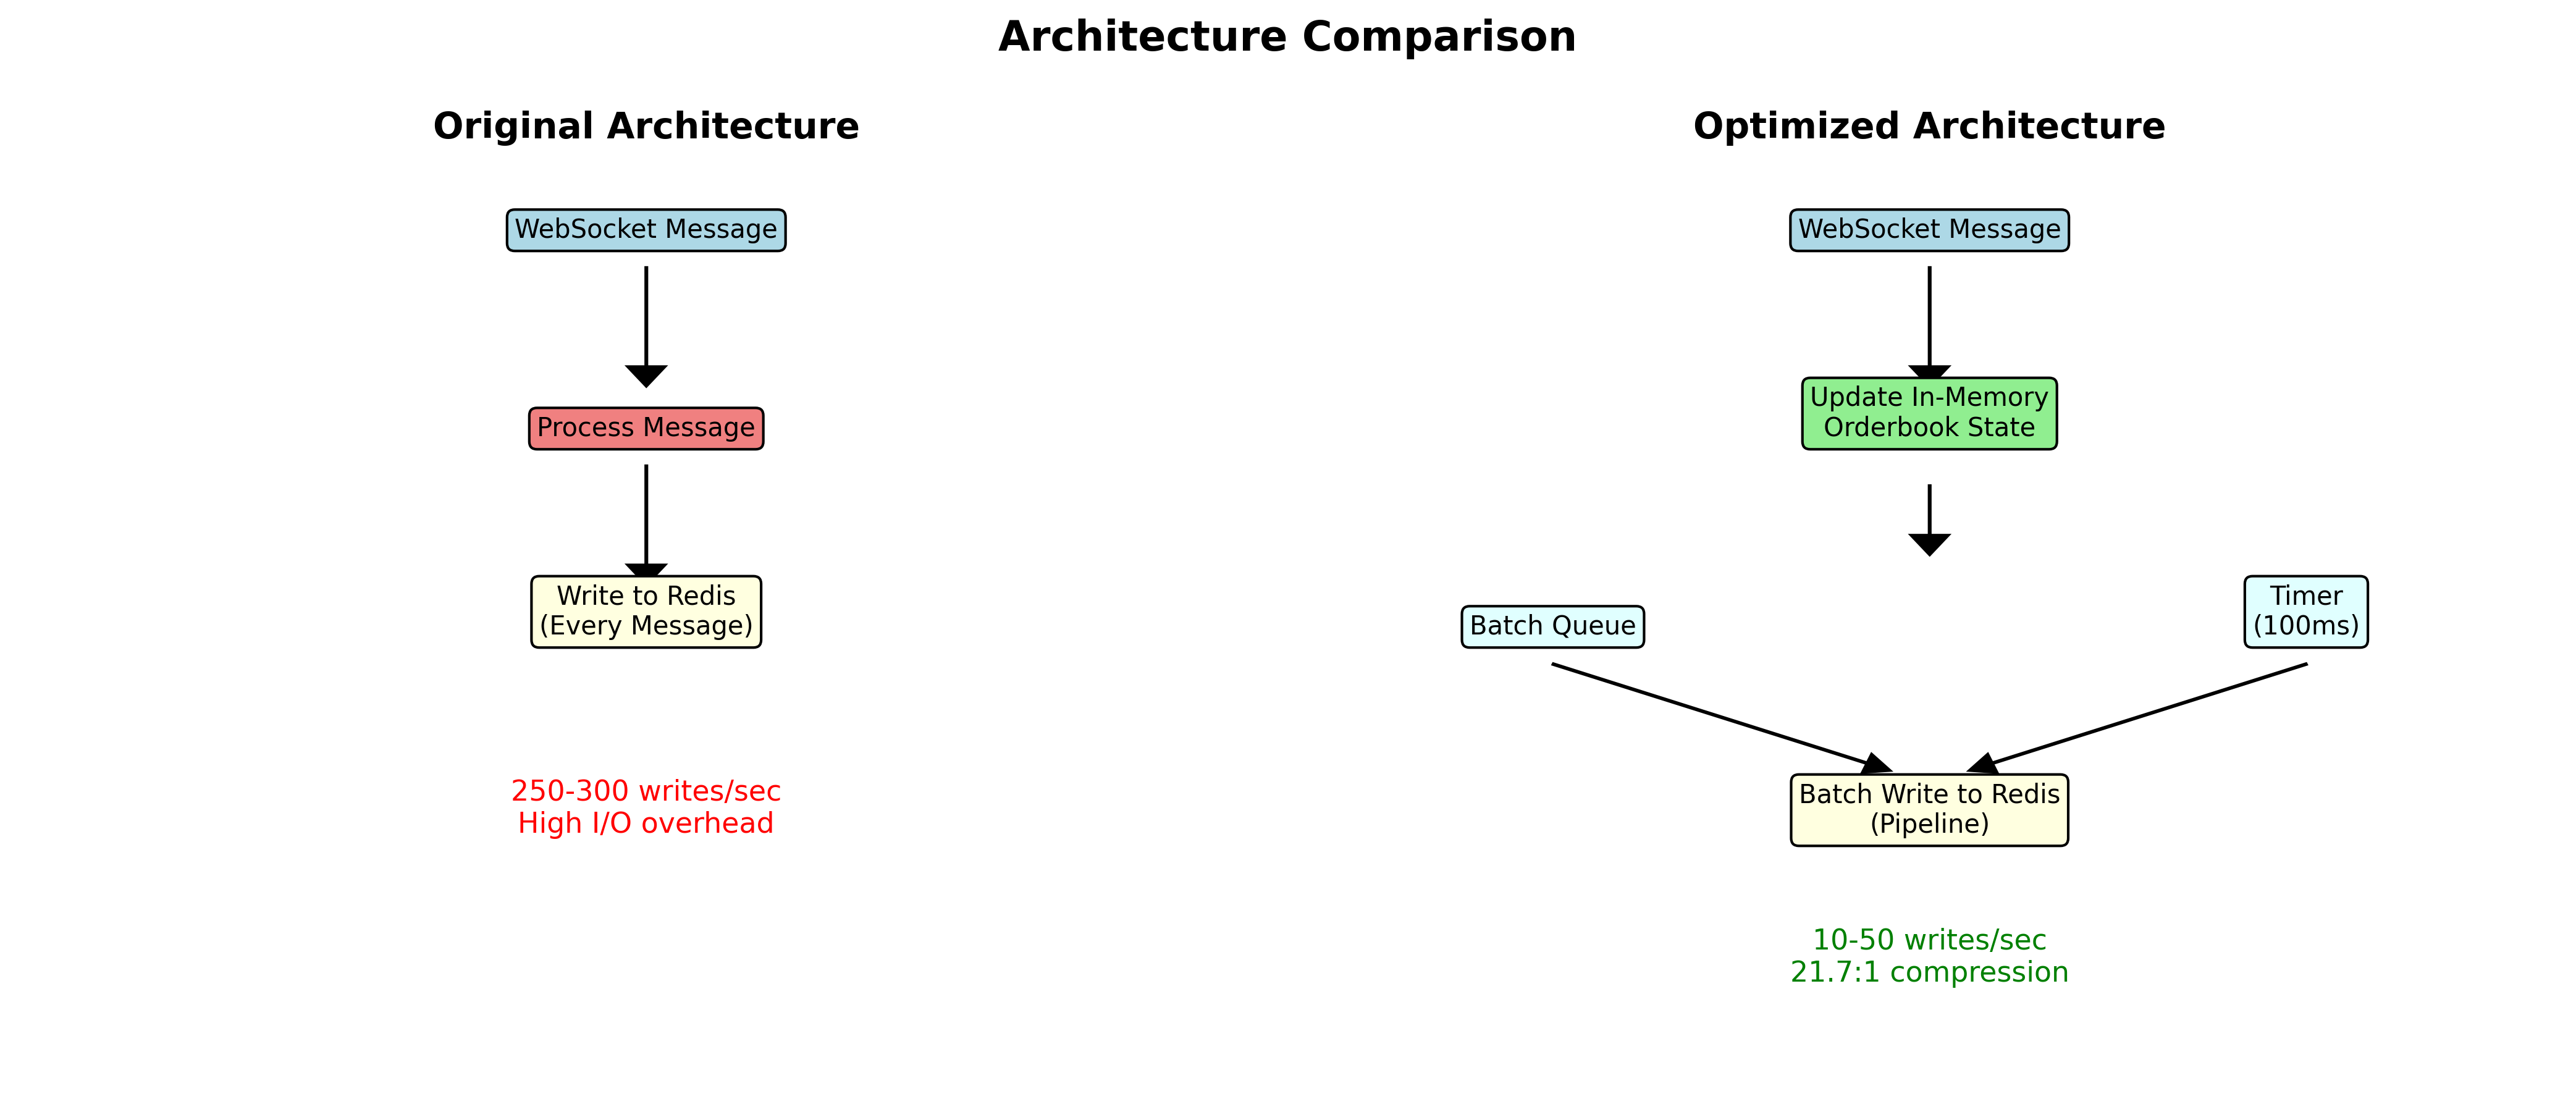 Architecture Comparison
Original Architecture
WebSocket Message
Process Message
Write to Redis
(Every Message)
250-300 writes/sec
High I/O overhead
Optimized Architecture
WebSocket Message
Update In-Memory
Orderbook State
Batch Queue
Timer
(100ms)
Batch Write to Redis
(Pipeline)
10-50 writes/sec
21.7:1 compression